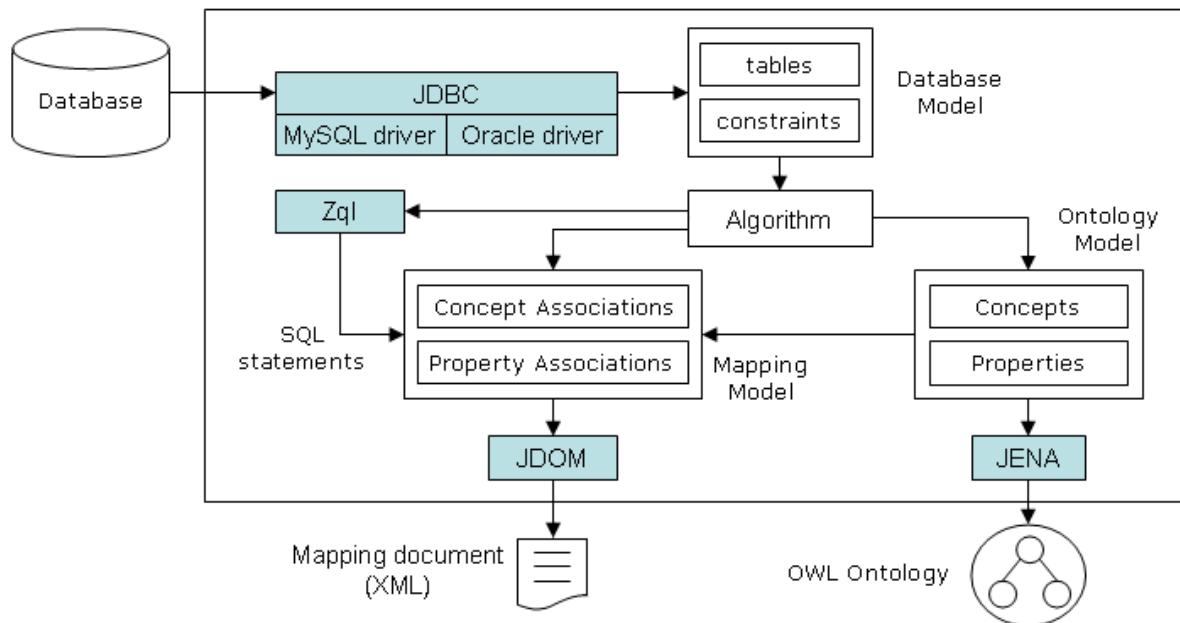 Database
JDBC
MySQL driver
Oracle driver
tables
constraints
Database
Model
Zql
Algorithm
Ontology
Model
Concept Associations
Property Associations
Concepts
Properties
SQL
statements
Mapping
Model
JDOM
JENA
Mapping document
(XML)
OWL Ontology